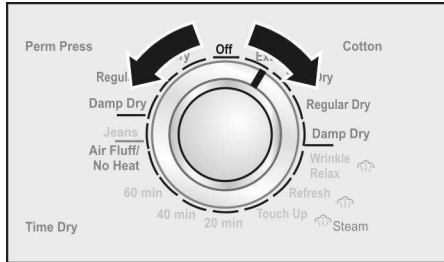 Perm Press
Off
Cotton
Dry
Regular Dry
Damp Dry
Damp Dry
Jeans
Air Fluff/
No Heat
Wrinkle
Relax
60 min
Refresh
40 min
20 min
Touch Up
Time Dry
Steam